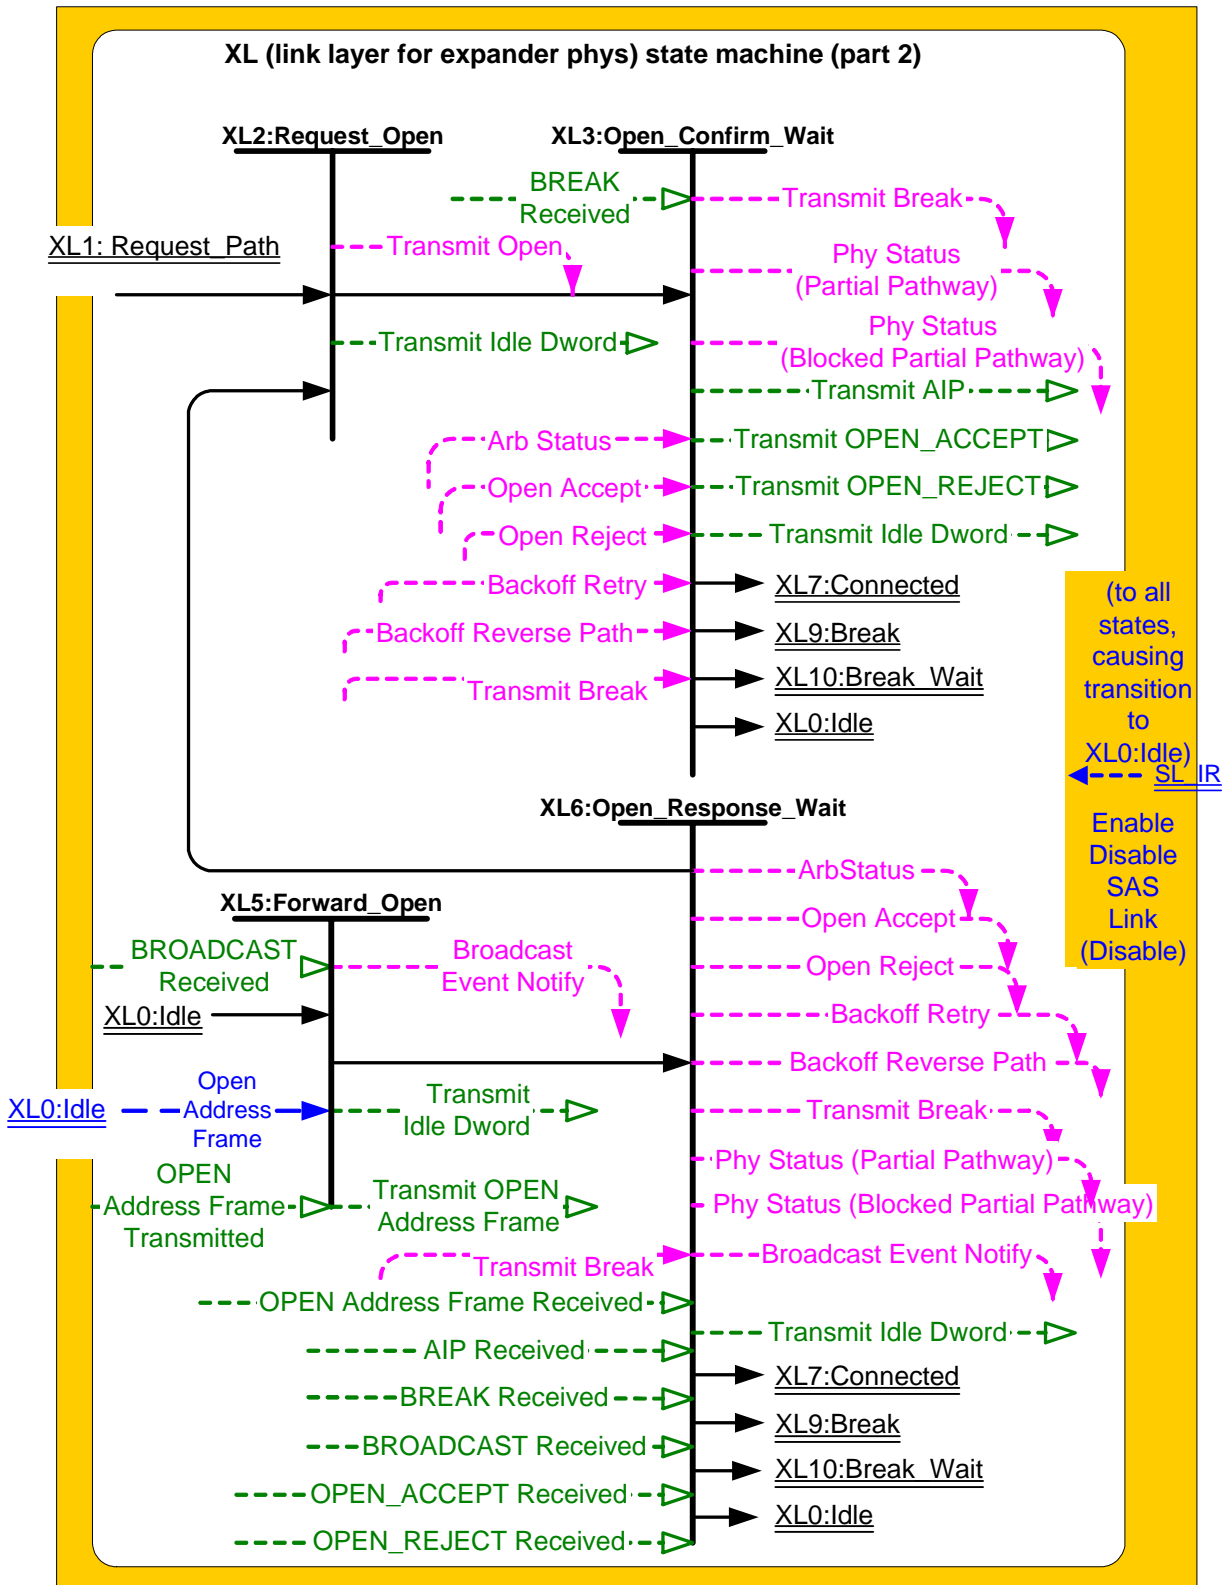 XL (link layer for expander phys) state machine (part 2)
XL2:Request_Open
XL3:Open_Confirm_Wait
BREAK
Received
Transmit Break
XL1: Request_Path
Transmit Open
Phy Status
(Partial Pathway)
Phy Status
(Blocked Partial Pathway)
Transmit Idle Dword
Transmit AIP
Arb Status
Transmit OPEN_ACCEPT
Open Accept
Transmit OPEN_REJECT
Open Reject
Transmit Idle Dword
Backoff Retry
XL7:Connected
Backoff Reverse Path
XL9:Break
Transmit Break
XL10:Break_Wait
XL0:Idle
(to all
states,
causing
transition
to
XL0:Idle)
SL_IR
Enable
Disable
SAS
Link
(Disable)
XL6:Open_Response_Wait
ArbStatus
XL5:Forward_Open
Open Accept
BROADCAST
Received
Broadcast
Event Notify
Open Reject
XL0:Idle
Backoff Retry
Backoff Reverse Path
XL0:Idle
Open
Address
Frame
Transmit
Idle Dword
Transmit Break
Phy Status (Partial Pathway)
OPEN
Address Frame
Transmitted
Transmit OPEN
Address Frame
Phy Status (Blocked Partial Pathway)
Transmit Break
Broadcast Event Notify
OPEN Address Frame Received
Transmit Idle Dword
AIP Received
XL7:Connected
BREAK Received
XL9:Break
BROADCAST Received
XL10:Break_Wait
OPEN_ACCEPT Received
XL0:Idle
OPEN_REJECT Received